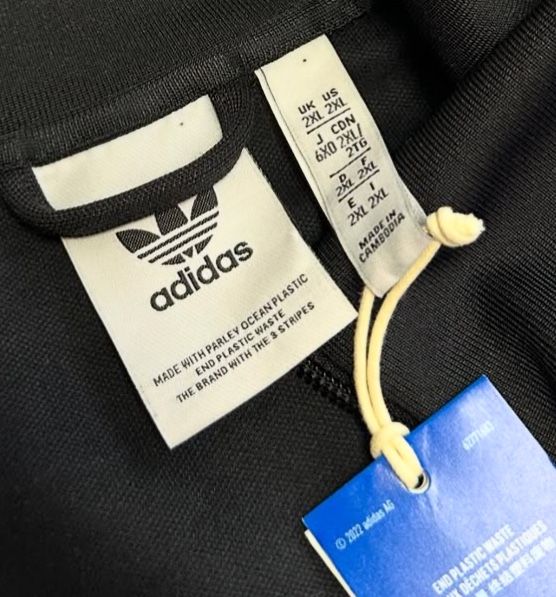 adidas
MADE WITH PARLEY OCEAN PLASTIC
END PLASTIC WASTE
THE BRAND WITH THE 3 STRIPES
UK US
2XL 2XL
J CDN
6XO 2XL/
2TG
D F
2XL 2XL
E I
2XL 2XL
MADE IN
CAMBODIA
© 2022 adidas AG
END PLASTIC WASTE
DÉCHETS PLASTIQUES